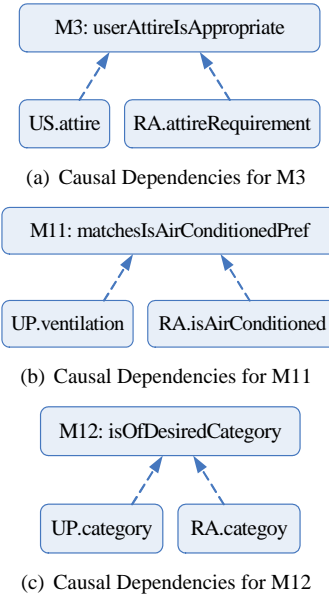 M3: userAttireIsAppropriate
US.attire RA.attireRequirement
(a) Causal Dependencies for M3
M11: matchesIsAirConditionedPref
UP.ventilation RA.isAirConditioned
(b) Causal Dependencies for M11
M12: isOfDesiredCategory
UP.category RA.categoy
(c) Causal Dependencies for M12